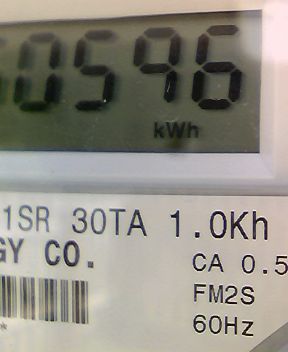 0596
kWh
1SR 30TA 1.0Kh
GY CO.
CA 0.5
FM2S
60Hz